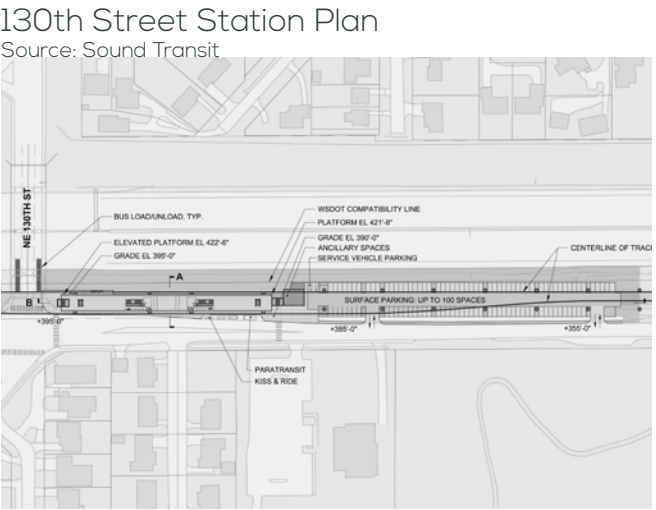 130th Street Station Plan
Source: Sound Transit
NE 130TH ST
BUS LOAD/UNLOAD, TYP.
WSDOT COMPATIBILITY LINE
PLATFORM EL 421'-8"
ELEVATED PLATFORM EL 422'-6"
GRADE EL 390'-0"
GRADE EL 395'-0"
ANCILLARY SPACES
CENTERLINE OF TRACK
SERVICE VEHICLE PARKING
A
B
SURFACE PARKING: UP TO 100 SPACES
+395'-0"
+385'-0"
+355'-0"
PARATRANSIT
KISS & RIDE